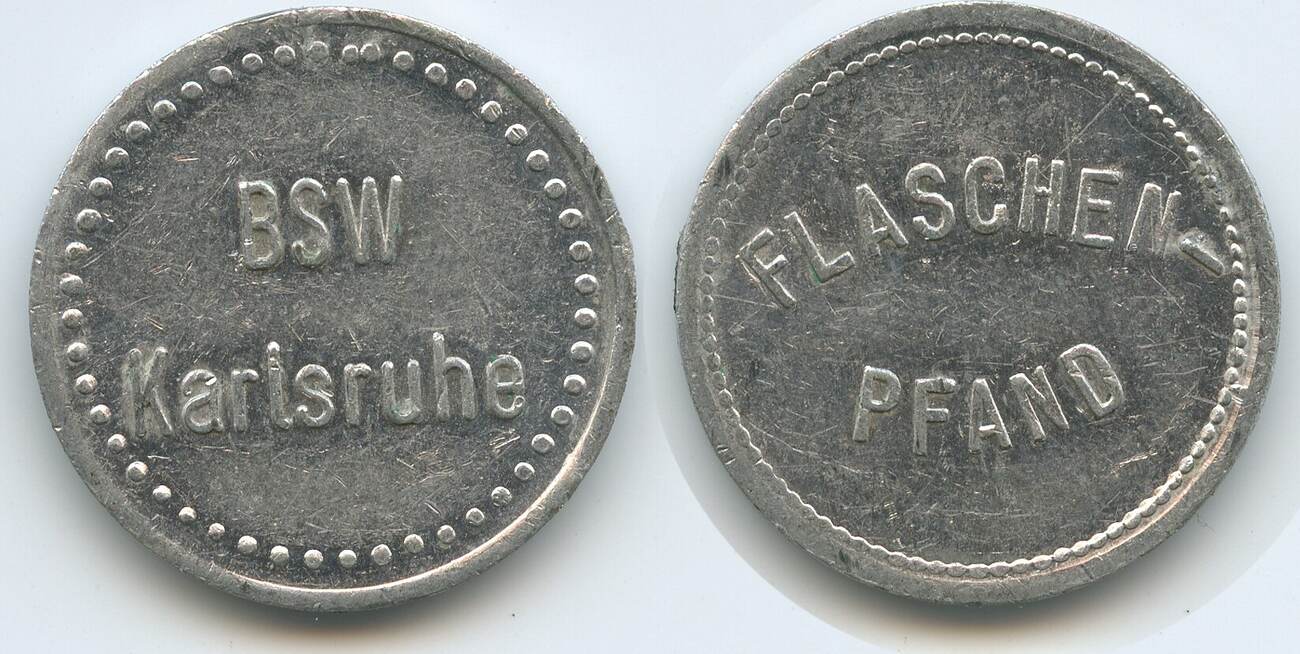 BSW
Karlsruhe
FLASCHEN-
PFAND